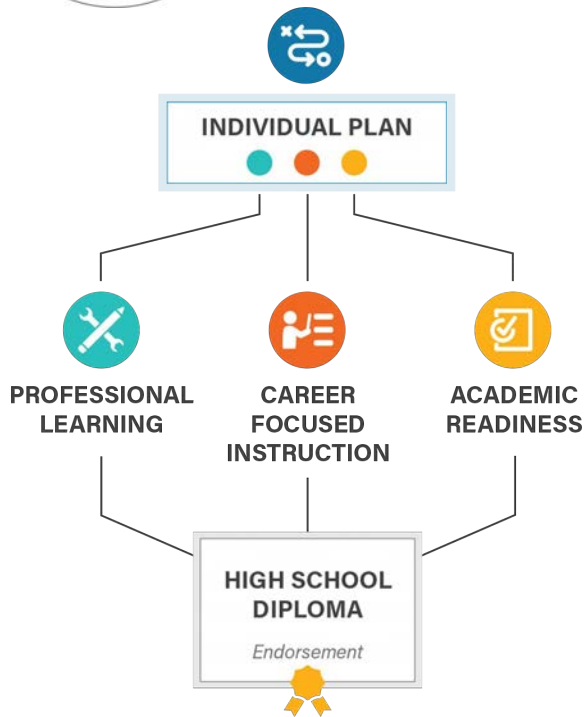 INDIVIDUAL PLAN
PROFESSIONAL
LEARNING
CAREER
FOCUSED
INSTRUCTION
ACADEMIC
READINESS
HIGH SCHOOL
DIPLOMA
Endorsement